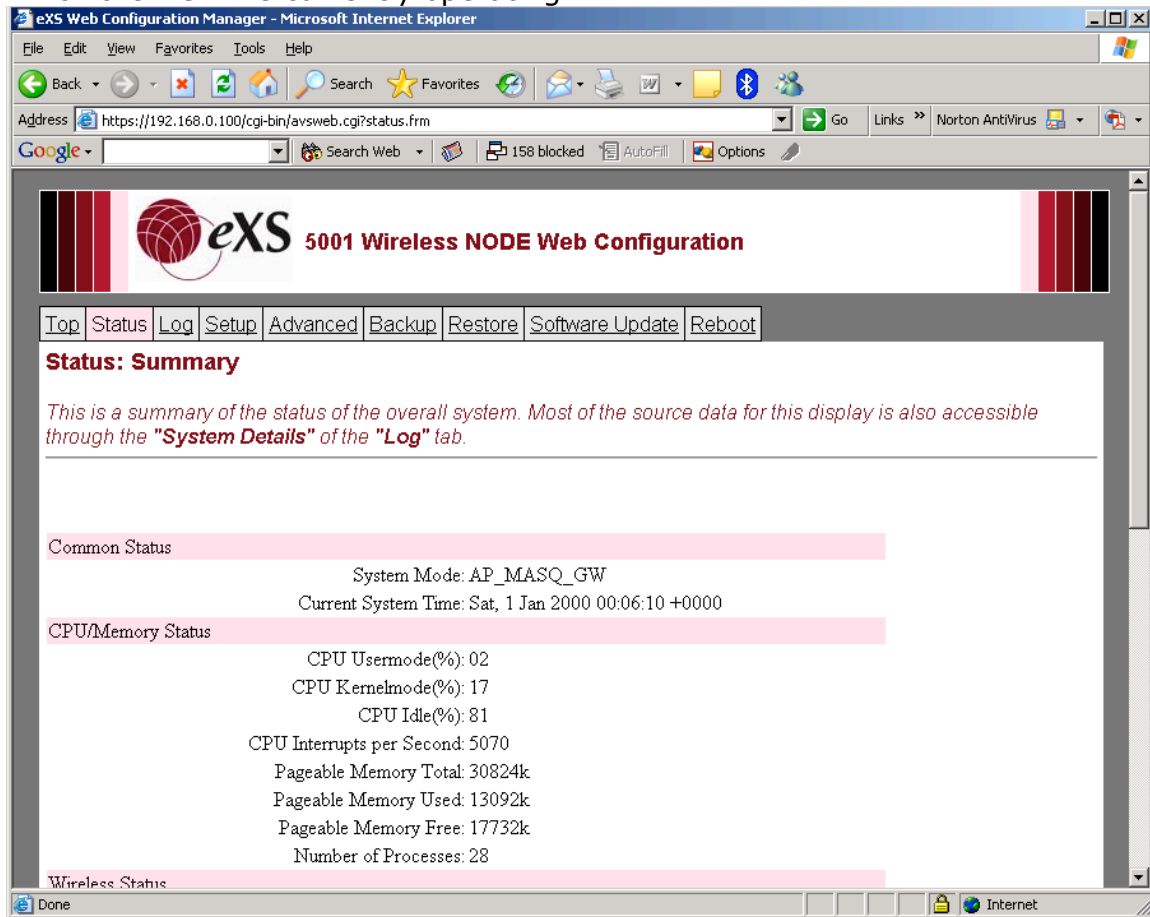 eXS Web Configuration Manager - Microsoft Internet Explorer
File Edit View Favorites Tools Help
Back Search Favorites
Address https://192.168.0.100/cgi-bin/avsweb.cgi?status.frm Go Links » Norton AntiVirus
Google Search Web 158 blocked AutoFill Options
eXS 5001 Wireless NODE Web Configuration
Top Status Log Setup Advanced Backup Restore Software Update Reboot
Status: Summary
This is a summary of the status of the overall system. Most of the source data for this display is also accessible
through the "System Details" of the "Log" tab.
Common Status
System Mode: AP_MASQ_GW
Current System Time: Sat, 1 Jan 2000 00:06:10 +0000
CPU/Memory Status
CPU Usermode(%): 02
CPU Kernelmode(%): 17
CPU Idle(%): 81
CPU Interrupts per Second: 5070
Pageable Memory Total: 30824k
Pageable Memory Used: 13092k
Pageable Memory Free: 17732k
Number of Processes: 28
Wireless Status
Done Internet